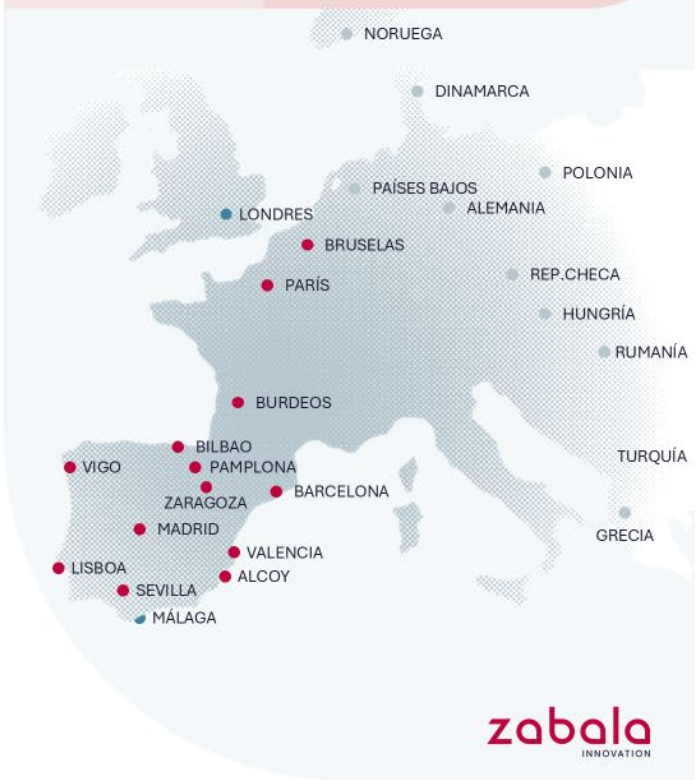 NORUEGA
DINAMARCA
POLONIA
PAÍSES BAJOS
ALEMANIA
LONDRES
BRUSELAS
REP.CHECA
PARÍS
HUNGRÍA
RUMANÍA
BURDEOS
BILBAO
TURQUÍA
VIGO
PAMPLONA
BARCELONA
ZARAGOZA
MADRID
GRECIA
VALENCIA
LISBOA
ALCOY
SEVILLA
MÁLAGA
zabala
INNOVATION